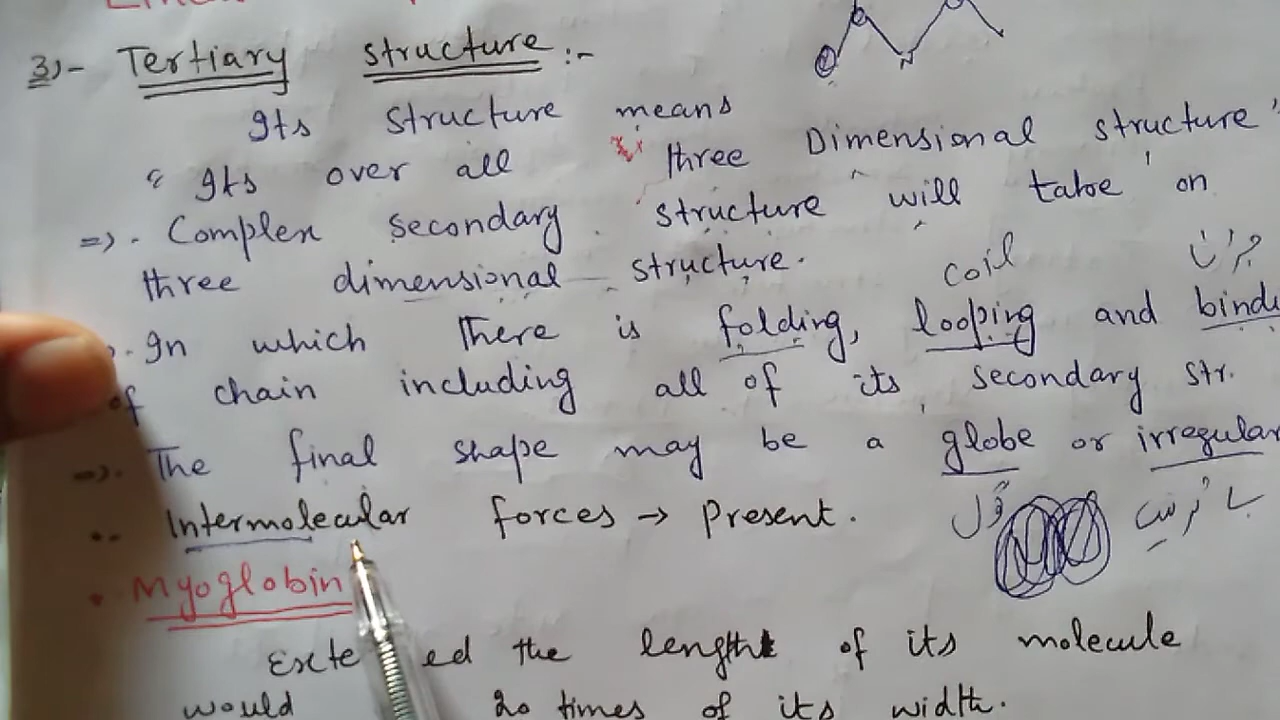 3)- Tertiary structure :-
Its structure means
" Its over all three Dimensional structure "
=> . Complex secondary structure will take on
three dimensional structure.
coil
. In which there is folding, looping and bind
of chain including all of its secondary str.
=> . The final shape may be a globe or irregular
گول
. Intermolecular forces → present.
. Myoglobin
the length of its molecule
would 20 times of its width.